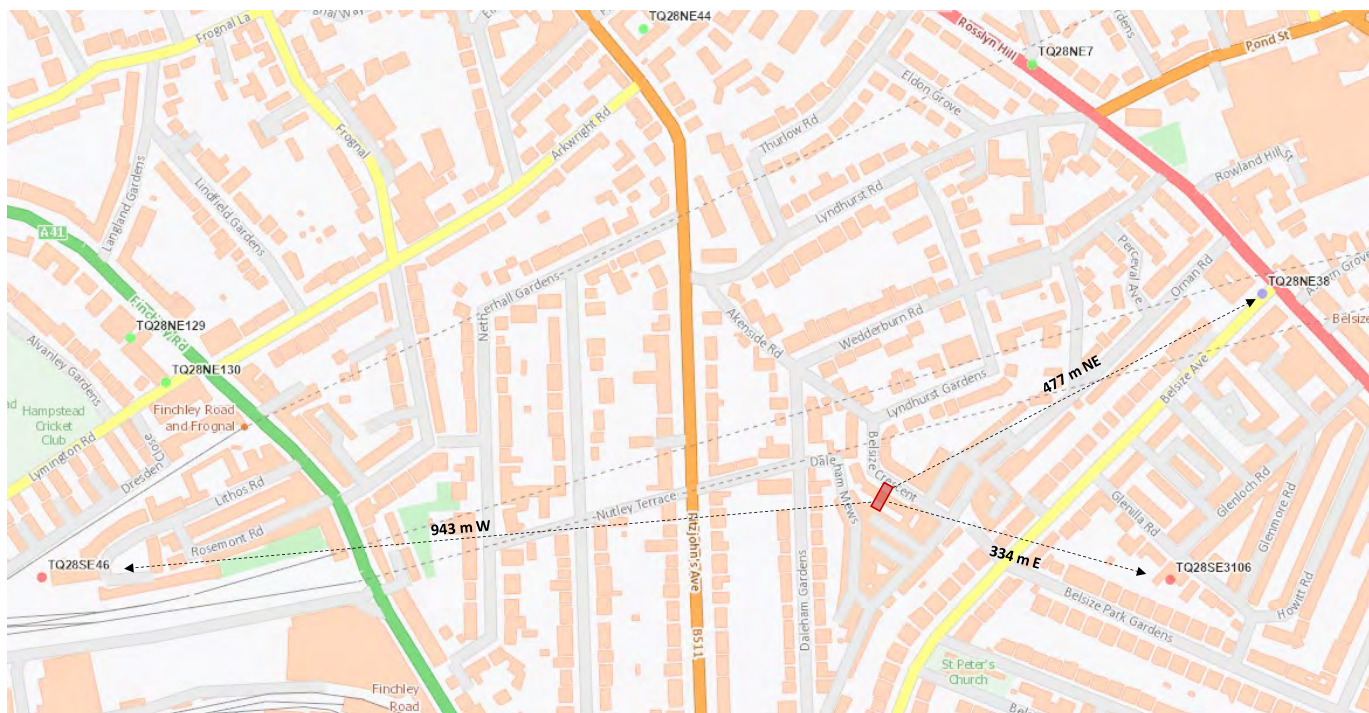 Frognal La
TQ28NE44
TQ28NE7
Rosslyn Hill
Pond St
Gardens
Eldon Grove
Thurlow Rd
Arkwright Rd
Frognal
Langland Gardens
Lindfield Gardens
Lyndhurst Rd
Rowland Hill St
A 41
Perceval Ave
Ornan Rd
TQ28NE38
Finchley Rd
Netherhall Gardens
Akenside Rd
Wedderburn Rd
Belsize
TQ28NE129
Alvanley Gardens
TQ28NE130
477 m NE
Belsize Ave
Lyndhurst Gardens
Hampstead
Cricket
Club
Finchley Road
and Frognal
Lymington Rd
Dresden Close
Belsize Crescent
Daleham Mews
Lithos Rd
Nutley Terrace
Glenilla Rd
Glenloch Rd
Glenmore Rd
943 m W
Rosemont Rd
Fitzjohn's Ave
334 m E
TQ28SE46
TQ28SE3106
Howitt Rd
Daleham Gardens
Belsize Park Gardens
B511
St Peter's
Church
Finchley
Road